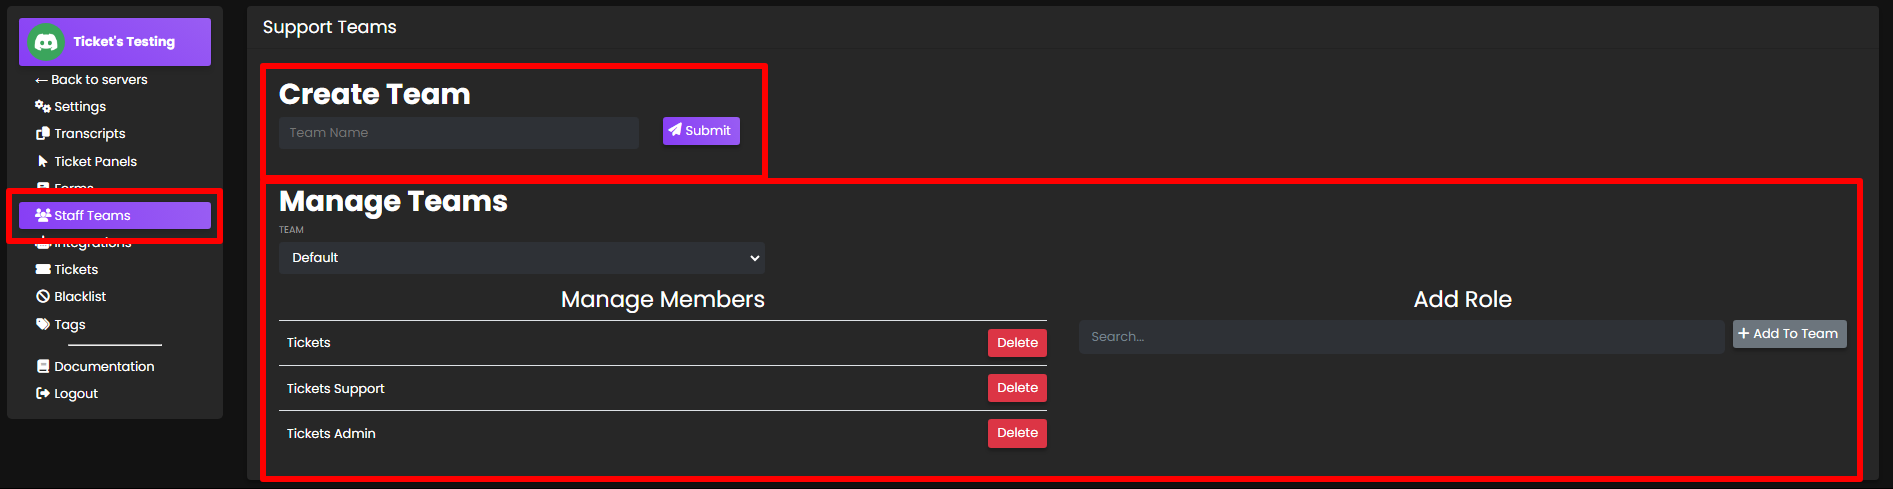 Ticket's Testing
← Back to servers
Settings
Transcripts
Ticket Panels
Forms
Staff Teams
Integrations
Tickets
Blacklist
Tags
Documentation
Logout
Support Teams
Create Team
Team Name
Submit
Manage Teams
TEAM
Default
Manage Members
Tickets Delete
Tickets Support Delete
Tickets Admin Delete
Add Role
Search... + Add To Team